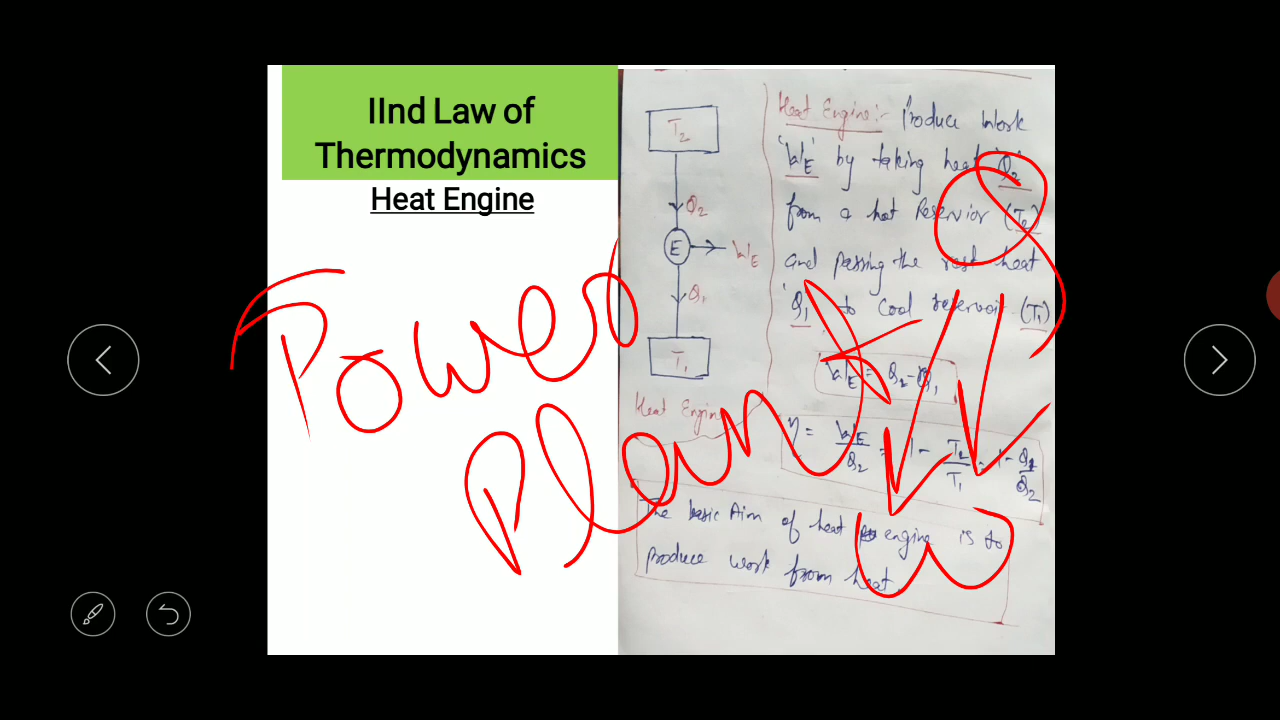 IInd Law of
Thermodynamics
Heat Engine
T2
Q2
E
WE
Q1
T1
Heat Engine
Heat Engine:- Produce Work
'WE' by taking heat 'Q2'
from a hot Reservior (T2)
and passing the rest heat
'Q1' to cool reservoir (T1)
WE = Q2 - Q1
η = WE/Q2 = 1 - T2/T1 = 1 - Q1/Q2
The basic Aim of heat engine is to
produce work from heat.
Power
Plant
Q
W